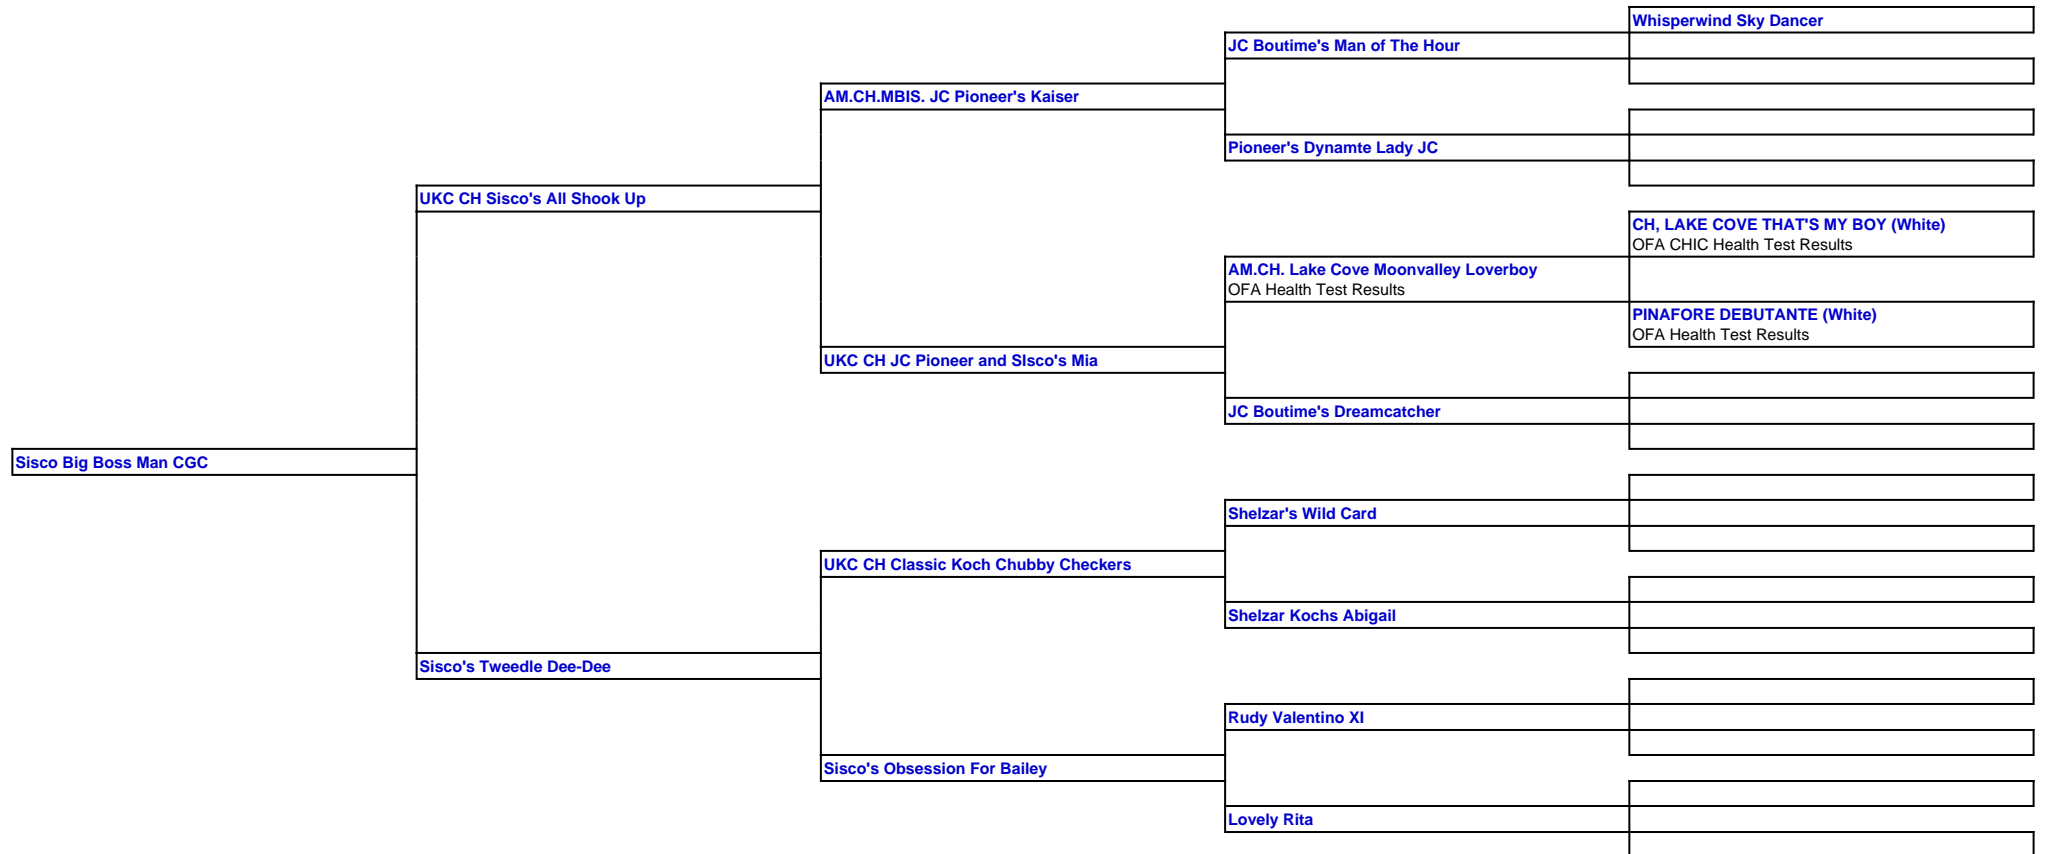 Whisperwind Sky Dancer
JC Boutime's Man of The Hour
AM.CH.MBIS. JC Pioneer's Kaiser
Pioneer's Dynamte Lady JC
UKC CH Sisco's All Shook Up
CH, LAKE COVE THAT'S MY BOY (White)
OFA CHIC Health Test Results
AM.CH. Lake Cove Moonvalley Loverboy
OFA Health Test Results
PINAFORE DEBUTANTE (White)
OFA Health Test Results
UKC CH JC Pioneer and SIsco's Mia
JC Boutime's Dreamcatcher
Sisco Big Boss Man CGC
Shelzar's Wild Card
UKC CH Classic Koch Chubby Checkers
Shelzar Kochs Abigail
Sisco's Tweedle Dee-Dee
Rudy Valentino XI
Sisco's Obsession For Bailey
Lovely Rita